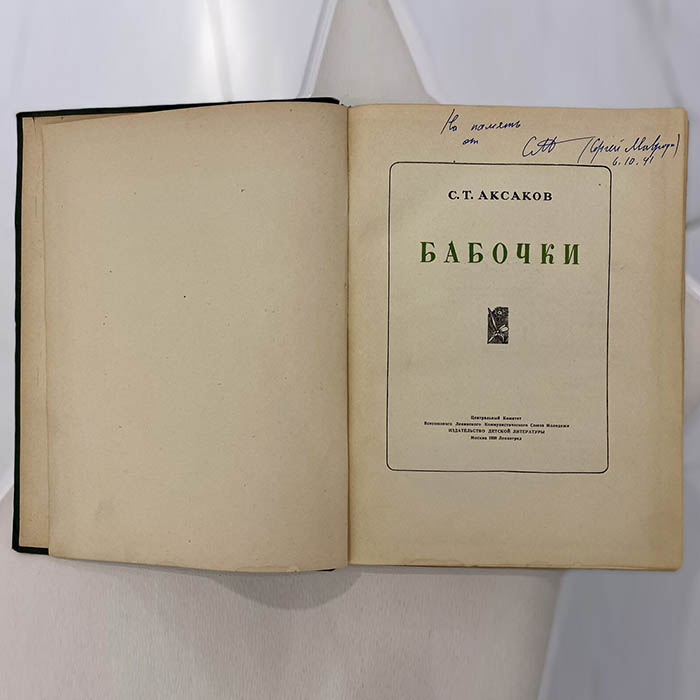 На память
от (Сергей
6.10.41
С. Т. АКСАКОВ
БАБОЧКИ
Центральный Комитет
Всесоюзного Ленинского Коммунистического Союза Молодежи
ИЗДАТЕЛЬСТВО ДЕТСКОЙ ЛИТЕРАТУРЫ
Москва 1938 Ленинград